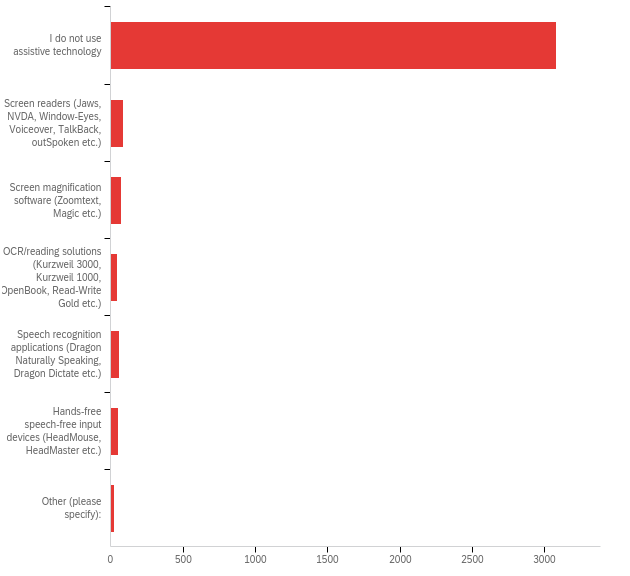 I do not use
assistive technology
Screen readers (Jaws,
NVDA, Window-Eyes,
Voiceover, TalkBack,
outSpoken etc.)
Screen magnification
software (Zoomtext,
Magic etc.)
OCR/reading solutions
(Kurzweil 3000,
Kurzweil 1000,
OpenBook, Read-Write
Gold etc.)
Speech recognition
applications (Dragon
Naturally Speaking,
Dragon Dictate etc.)
Hands-free
speech-free input
devices (HeadMouse,
HeadMaster etc.)
Other (please
specify):
0 500 1000 1500 2000 2500 3000